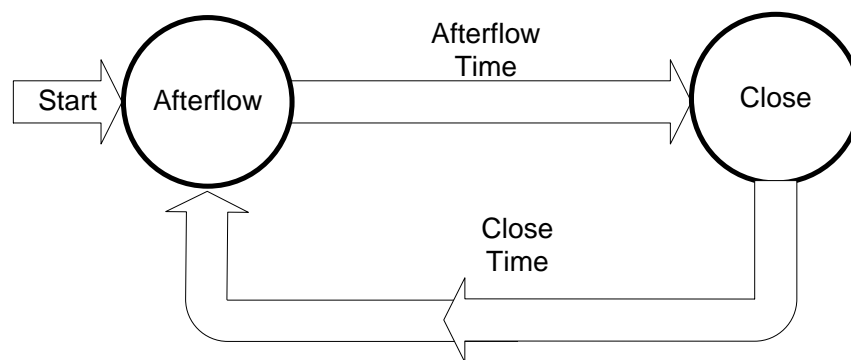 Afterflow
Time
Start
Afterflow
Close
Close
Time